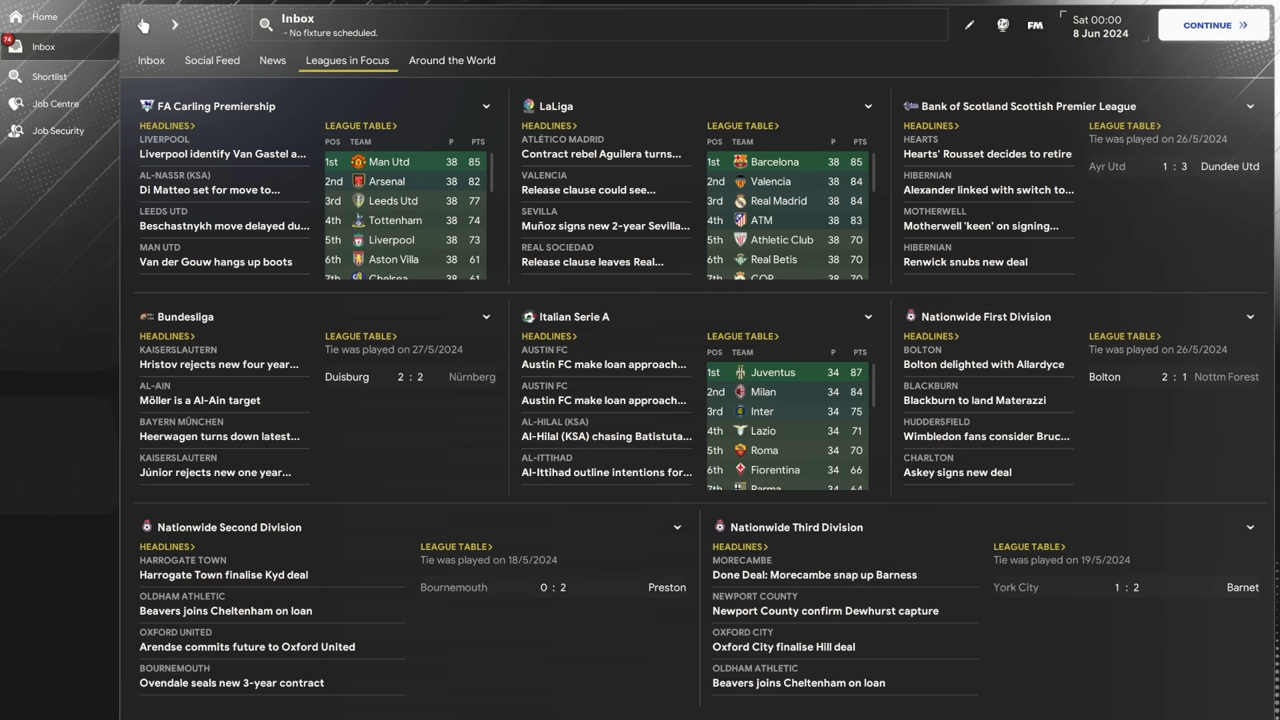 Home
74
Inbox
Shortlist
Job Centre
Job Security
Inbox
- No fixture scheduled.
FM
Sat 00:00
8 Jun 2024
CONTINUE
Inbox Social Feed News Leagues in Focus Around the World
FA Carling Premiership
HEADLINES>
LIVERPOOL
Liverpool identify Van Gastel a...
AL-NASSR (KSA)
Di Matteo set for move to...
LEEDS UTD
Beschastnykh move delayed du...
MAN UTD
Van der Gouw hangs up boots
LEAGUE TABLE>
POS TEAM P PTS
1st Man Utd 38 85
2nd Arsenal 38 82
3rd Leeds Utd 38 77
4th Tottenham 38 74
5th Liverpool 38 73
6th Aston Villa 38 61
7th Chelsea 38 61
LaLiga
HEADLINES>
ATLÉTICO MADRID
Contract rebel Aguilera turns...
VALENCIA
Release clause could see...
SEVILLA
Muñoz signs new 2-year Sevilla...
REAL SOCIEDAD
Release clause leaves Real...
LEAGUE TABLE>
POS TEAM P PTS
1st Barcelona 38 85
2nd Valencia 38 84
3rd Real Madrid 38 84
4th ATM 38 83
5th Athletic Club 38 70
6th Real Betis 38 70
7th COR 38 70
Bank of Scotland Scottish Premier League
HEADLINES>
HEARTS
Hearts' Rousset decides to retire
HIBERNIAN
Alexander linked with switch to...
MOTHERWELL
Motherwell 'keen' on signing...
HIBERNIAN
Renwick snubs new deal
LEAGUE TABLE>
Tie was played on 26/5/2024
Ayr Utd 1 : 3 Dundee Utd
Bundesliga
HEADLINES>
KAISERSLAUTERN
Hristov rejects new four year...
AL-AIN
Möller is a Al-Ain target
BAYERN MÜNCHEN
Heerwagen turns down latest...
KAISERSLAUTERN
Júnior rejects new one year...
LEAGUE TABLE>
Tie was played on 27/5/2024
Duisburg 2 : 2 Nürnberg
Italian Serie A
HEADLINES>
AUSTIN FC
Austin FC make loan approach...
AUSTIN FC
Austin FC make loan approach...
AL-HILAL (KSA)
Al-Hilal (KSA) chasing Batistuta...
AL-ITTIHAD
Al-Ittihad outline intentions for...
LEAGUE TABLE>
POS TEAM P PTS
1st Juventus 34 87
2nd Milan 34 84
3rd Inter 34 75
4th Lazio 34 71
5th Roma 34 70
6th Fiorentina 34 66
7th Parma 34 64
Nationwide First Division
HEADLINES>
BOLTON
Bolton delighted with Allardyce
BLACKBURN
Blackburn to land Materazzi
HUDDERSFIELD
Wimbledon fans consider Bruc...
CHARLTON
Askey signs new deal
LEAGUE TABLE>
Tie was played on 26/5/2024
Bolton 2 : 1 Nottm Forest
Nationwide Second Division
HEADLINES>
HARROGATE TOWN
Harrogate Town finalise Kyd deal
OLDHAM ATHLETIC
Beavers joins Cheltenham on loan
OXFORD UNITED
Arendse commits future to Oxford United
BOURNEMOUTH
Ovendale seals new 3-year contract
LEAGUE TABLE>
Tie was played on 18/5/2024
Bournemouth 0 : 2 Preston
Nationwide Third Division
HEADLINES>
MORECAMBE
Done Deal: Morecambe snap up Barness
NEWPORT COUNTY
Newport County confirm Dewhurst capture
OXFORD CITY
Oxford City finalise Hill deal
OLDHAM ATHLETIC
Beavers joins Cheltenham on loan
LEAGUE TABLE>
Tie was played on 19/5/2024
York City 1 : 2 Barnet